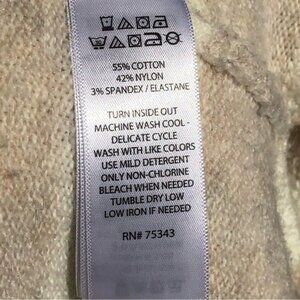 55% COTTON
42% NYLON
3% SPANDEX / ELASTANE
TURN INSIDE OUT
MACHINE WASH COOL -
DELICATE CYCLE
WASH WITH LIKE COLORS
USE MILD DETERGENT
ONLY NON-CHLORINE
BLEACH WHEN NEEDED
TUMBLE DRY LOW
LOW IRON IF NEEDED
RN# 75343